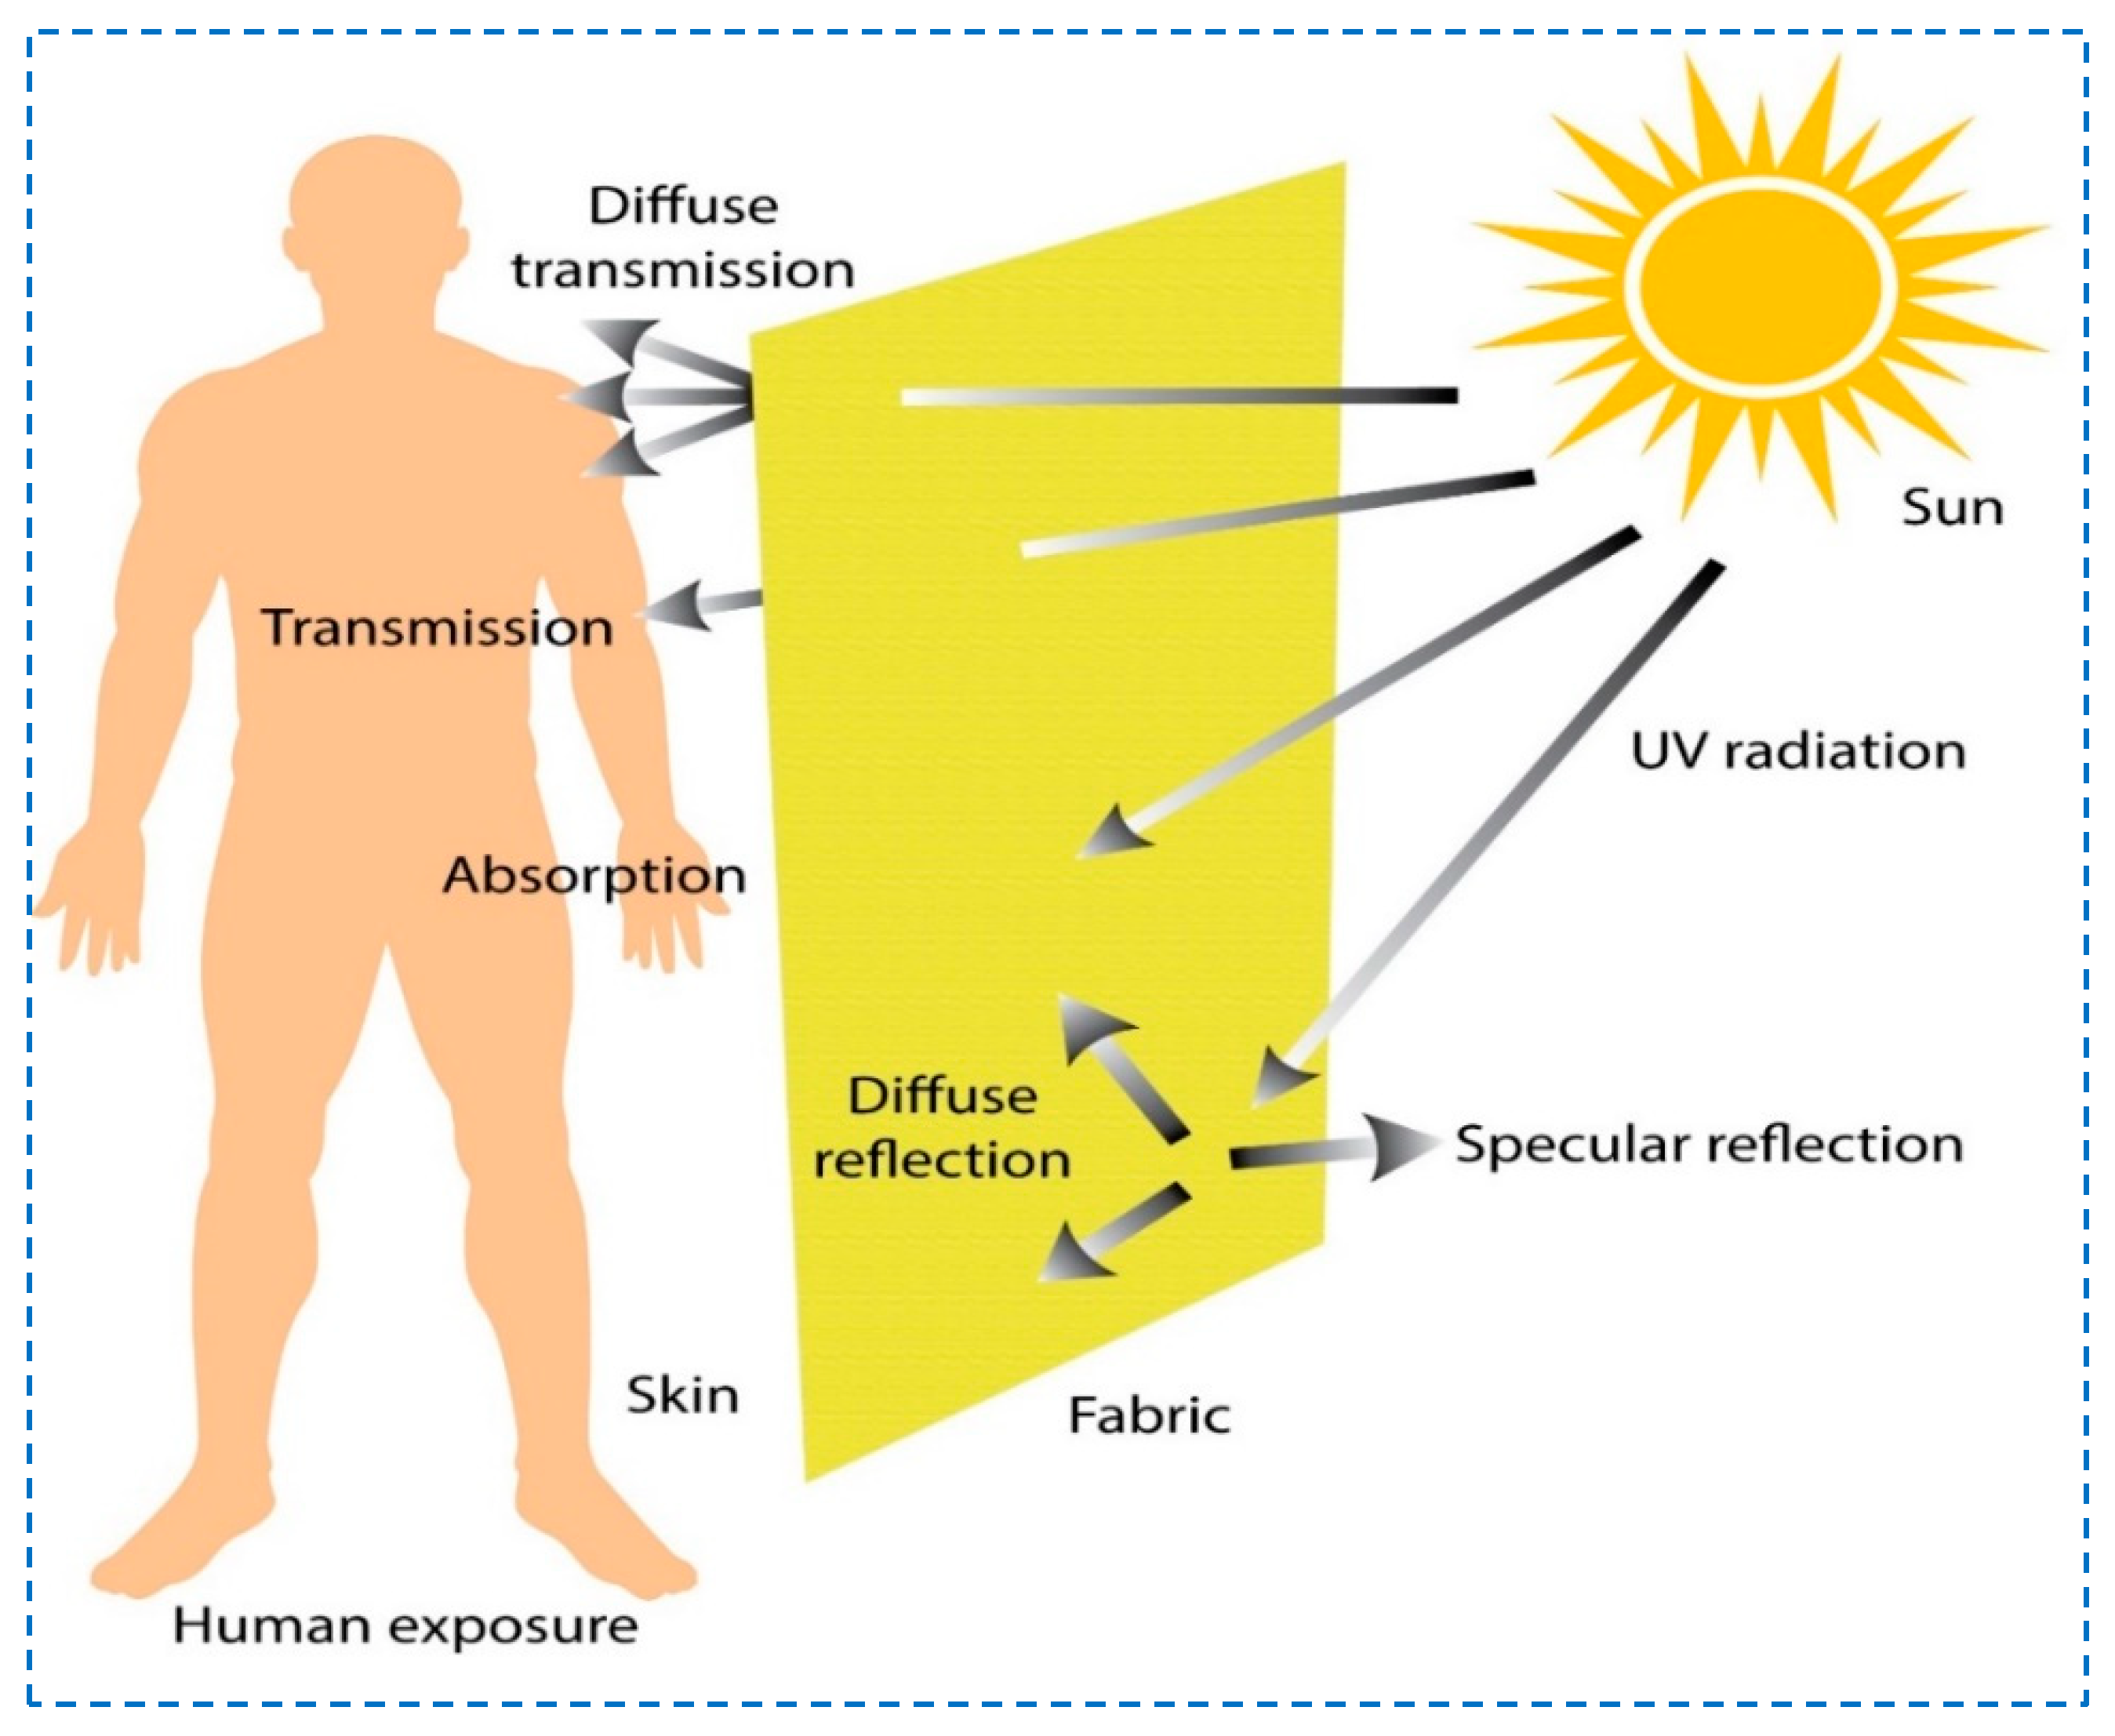 Diffuse
transmission
Sun
Transmission
UV radiation
Absorption
Diffuse
reflection
Specular reflection
Skin
Fabric
Human exposure